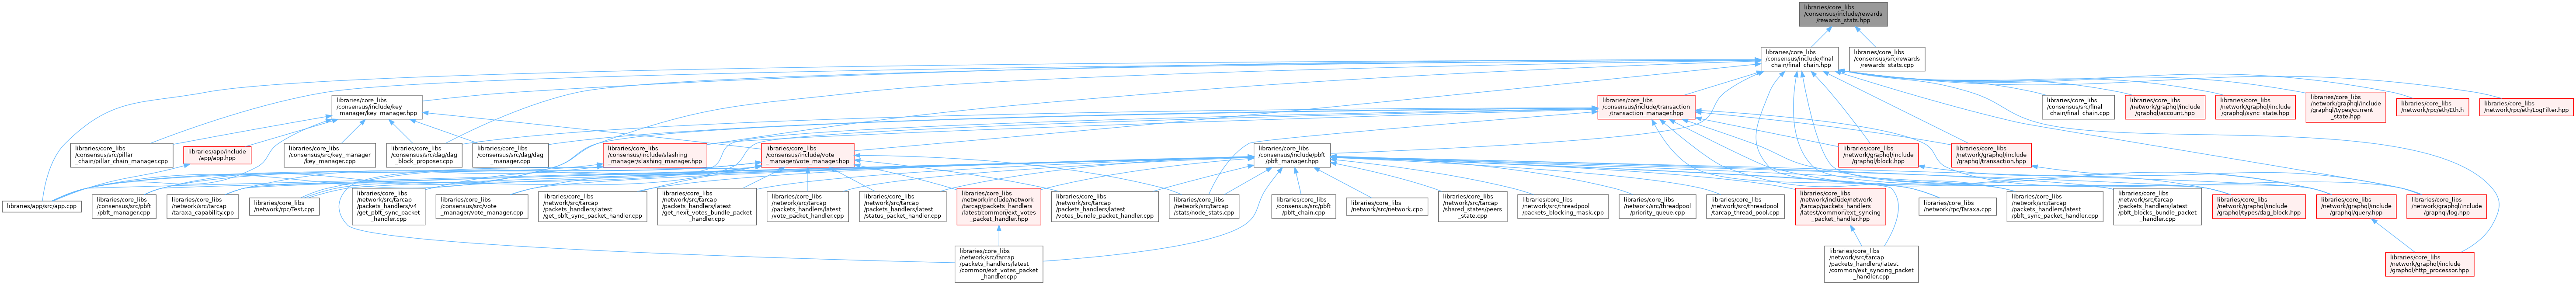 libraries/core_libs
/consensus/include/rewards
/rewards_stats.hpp
libraries/core_libs
/consensus/include/final
_chain/final_chain.hpp
libraries/core_libs
/consensus/src/rewards
/rewards_stats.cpp
libraries/core_libs
/consensus/include/key
_manager/key_manager.hpp
libraries/core_libs
/consensus/include/transaction
/transaction_manager.hpp
libraries/core_libs
/consensus/src/final
_chain/final_chain.cpp
libraries/core_libs
/network/graphql/include
/graphql/account.hpp
libraries/core_libs
/network/graphql/include
/graphql/sync_state.hpp
libraries/core_libs
/network/graphql/include
/graphql/types/current
_state.hpp
libraries/core_libs
/network/rpc/eth/Eth.h
libraries/core_libs
/network/rpc/eth/LogFilter.hpp
libraries/core_libs
/consensus/src/pillar
_chain/pillar_chain_manager.cpp
libraries/app/include
/app/app.hpp
libraries/core_libs
/consensus/src/key_manager
/key_manager.cpp
libraries/core_libs
/consensus/src/dag/dag
_block_proposer.cpp
libraries/core_libs
/consensus/src/dag/dag
_manager.cpp
libraries/core_libs
/consensus/include/slashing
_manager/slashing_manager.hpp
libraries/core_libs
/consensus/include/vote
_manager/vote_manager.hpp
libraries/core_libs
/consensus/include/pbft
/pbft_manager.hpp
libraries/core_libs
/network/graphql/include
/graphql/block.hpp
libraries/core_libs
/network/graphql/include
/graphql/transaction.hpp
libraries/app/src/app.cpp
libraries/core_libs
/consensus/src/pbft
/pbft_manager.cpp
libraries/core_libs
/network/src/tarcap
/taraxa_capability.cpp
libraries/core_libs
/network/rpc/Test.cpp
libraries/core_libs
/network/src/tarcap
/packets_handlers/v4
/get_pbft_sync_packet
_handler.cpp
libraries/core_libs
/consensus/src/vote
_manager/vote_manager.cpp
libraries/core_libs
/network/src/tarcap
/packets_handlers/latest
/get_pbft_sync_packet_handler.cpp
libraries/core_libs
/network/src/tarcap
/packets_handlers/latest
/get_next_votes_bundle_packet
_handler.cpp
libraries/core_libs
/network/src/tarcap
/packets_handlers/latest
/vote_packet_handler.cpp
libraries/core_libs
/network/src/tarcap
/packets_handlers/latest
/status_packet_handler.cpp
libraries/core_libs
/network/include/network
/tarcap/packets_handlers
/latest/common/ext_votes
_packet_handler.hpp
libraries/core_libs
/network/src/tarcap
/packets_handlers/latest
/votes_bundle_packet_handler.cpp
libraries/core_libs
/network/src/tarcap
/stats/node_stats.cpp
libraries/core_libs
/consensus/src/pbft
/pbft_chain.cpp
libraries/core_libs
/network/src/network.cpp
libraries/core_libs
/network/src/tarcap
/shared_states/peers
_state.cpp
libraries/core_libs
/network/src/threadpool
/packets_blocking_mask.cpp
libraries/core_libs
/network/src/threadpool
/priority_queue.cpp
libraries/core_libs
/network/src/threadpool
/tarcap_thread_pool.cpp
libraries/core_libs
/network/include/network
/tarcap/packets_handlers
/latest/common/ext_syncing
_packet_handler.hpp
libraries/core_libs
/network/rpc/Taraxa.cpp
libraries/core_libs
/network/src/tarcap
/packets_handlers/latest
/pbft_sync_packet_handler.cpp
libraries/core_libs
/network/src/tarcap
/packets_handlers/latest
/pbft_blocks_bundle_packet
_handler.cpp
libraries/core_libs
/network/graphql/include
/graphql/types/dag_block.hpp
libraries/core_libs
/network/graphql/include
/graphql/query.hpp
libraries/core_libs
/network/graphql/include
/graphql/log.hpp
libraries/core_libs
/network/src/tarcap
/packets_handlers/latest
/common/ext_votes_packet
_handler.cpp
libraries/core_libs
/network/src/tarcap
/packets_handlers/latest
/common/ext_syncing_packet
_handler.cpp
libraries/core_libs
/network/graphql/include
/graphql/http_processor.hpp